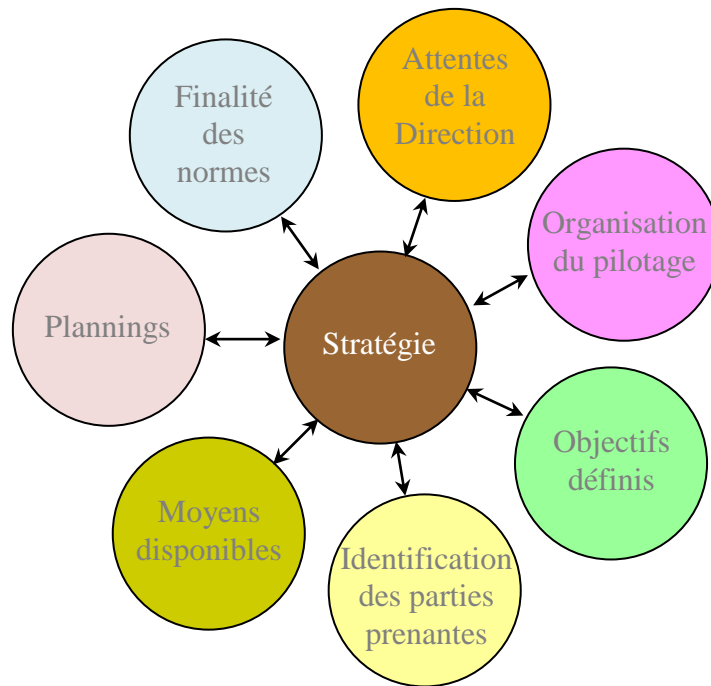 Attentes
de la
Direction
Finalité
des
normes
Organisation
du pilotage
Plannings
Stratégie
Objectifs
définis
Moyens
disponibles
Identification
des parties
prenantes